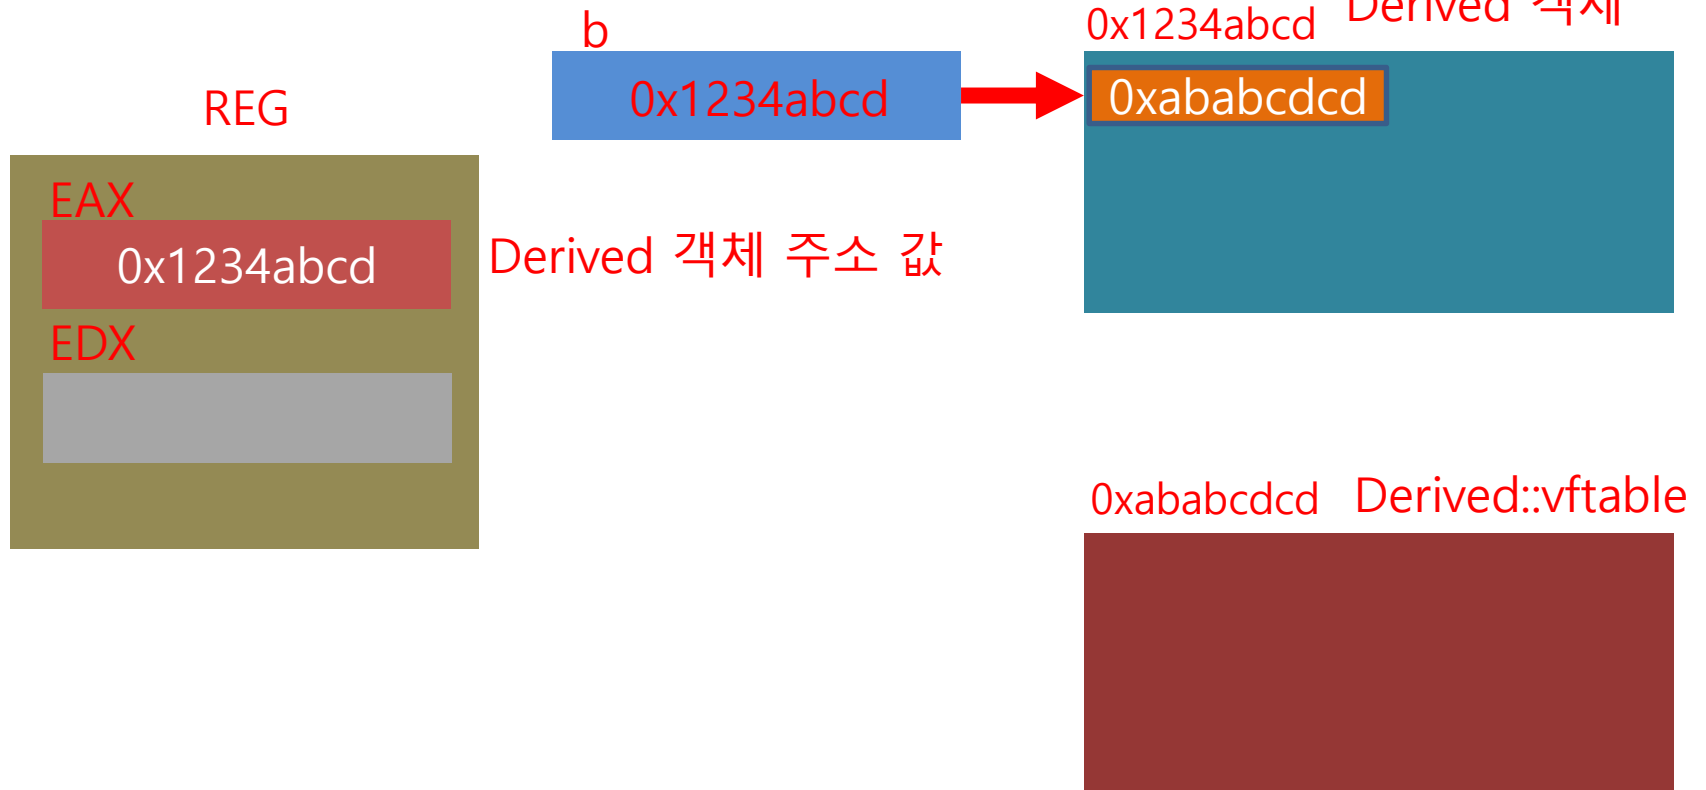 b
0x1234abcd
0x1234abcd Derived 객체
0xababcdcd
REG
EAX
0x1234abcd
Derived 객체 주소 값
EDX
0xababcdcd Derived::vftable